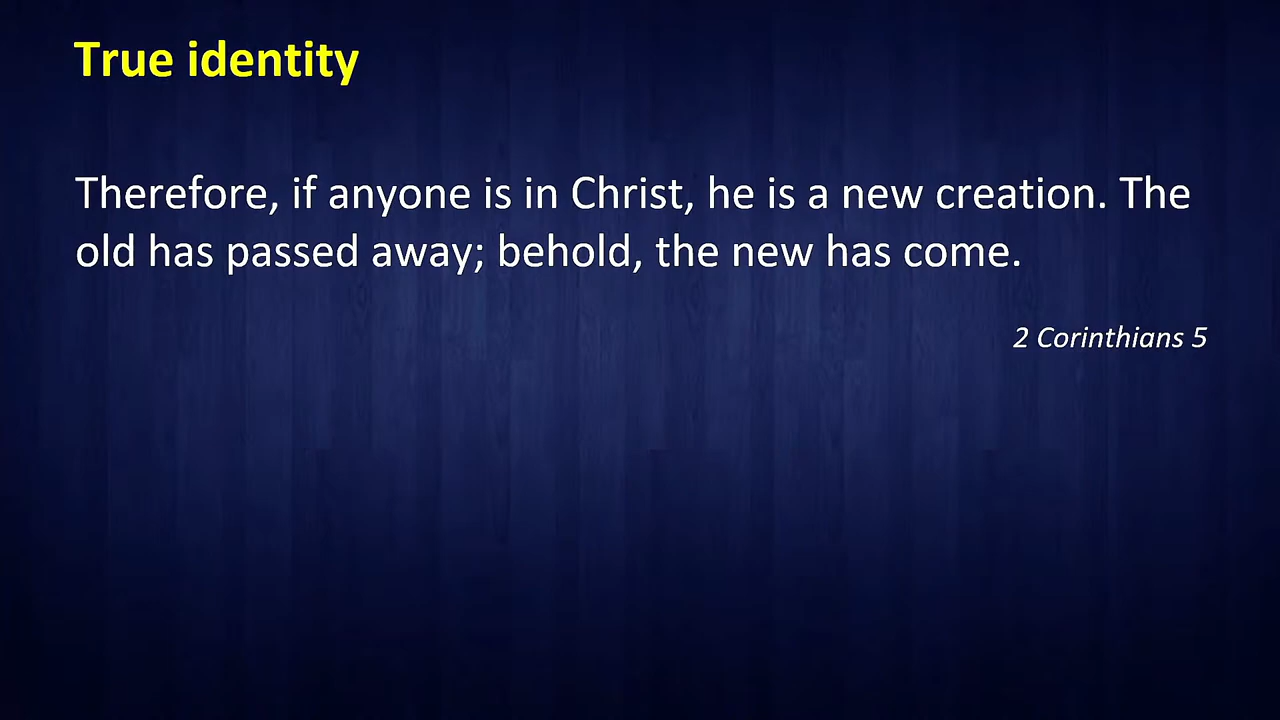 True identity
Therefore, if anyone is in Christ, he is a new creation. The
old has passed away; behold, the new has come.
2 Corinthians 5